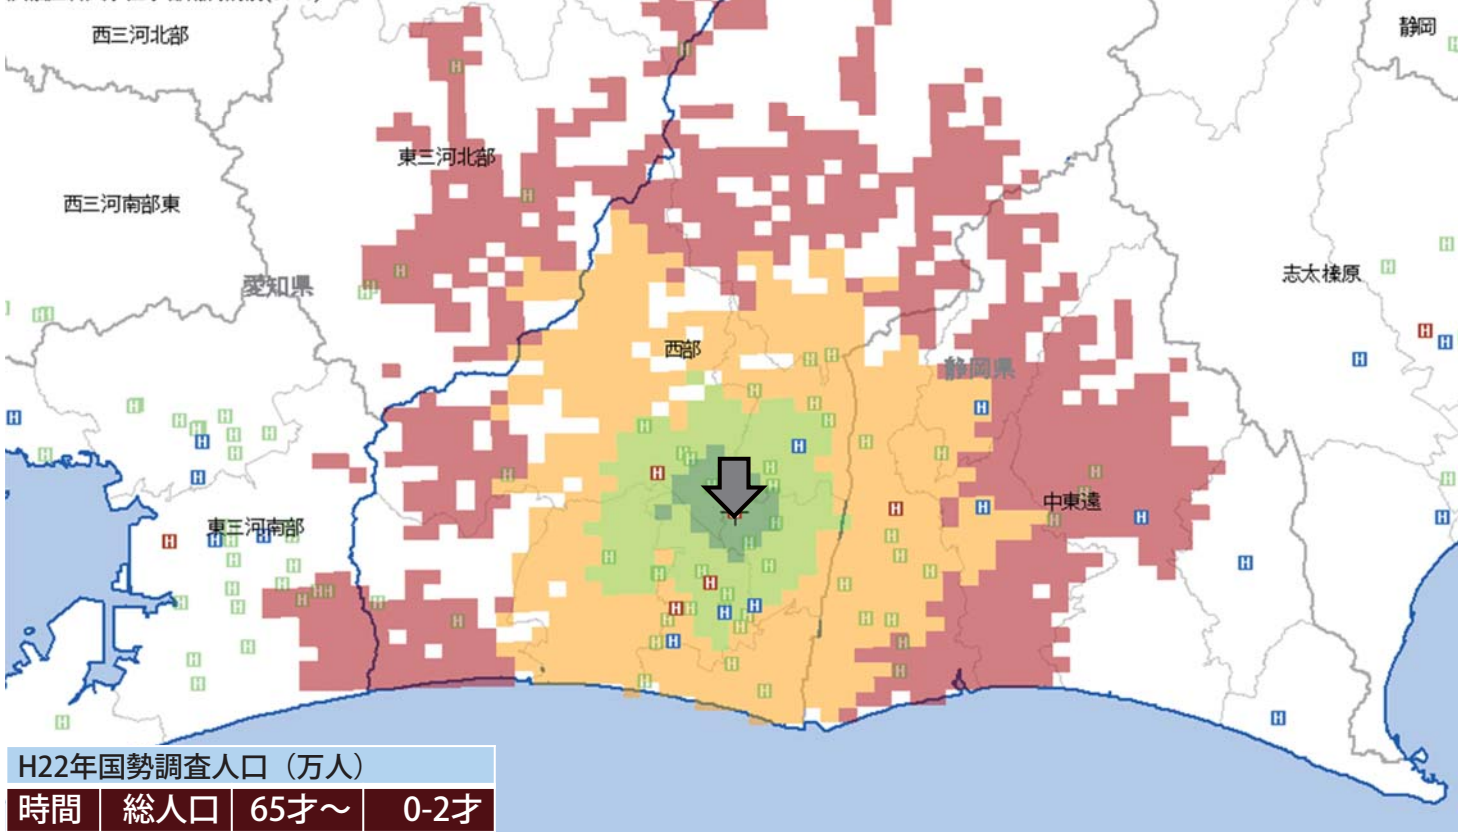 西三河北部
静岡
東三河北部
西三河南部東
愛知県
志太榛原
西部
静岡県
中東遠
東三河南部
H22年国勢調査人口（万人）
時間 総人口 65才～ 0-2才